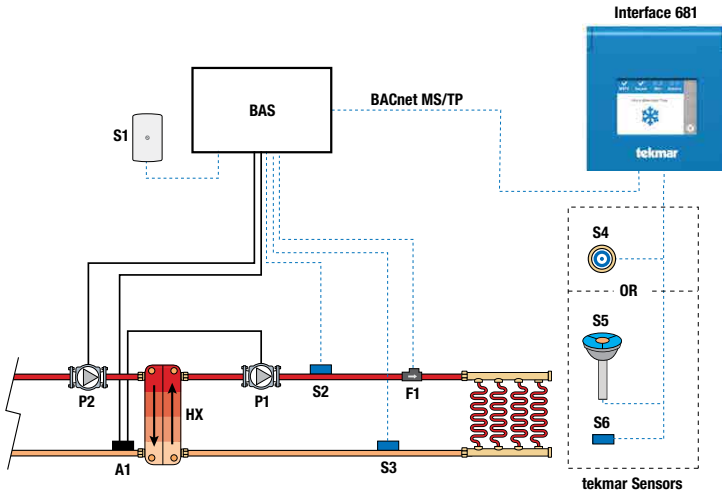 Interface 681
BACnet MS/TP
BAS
S1
tekmar
S4
OR
S5
S6
tekmar Sensors
P2
HX
P1
S2
F1
A1
S3